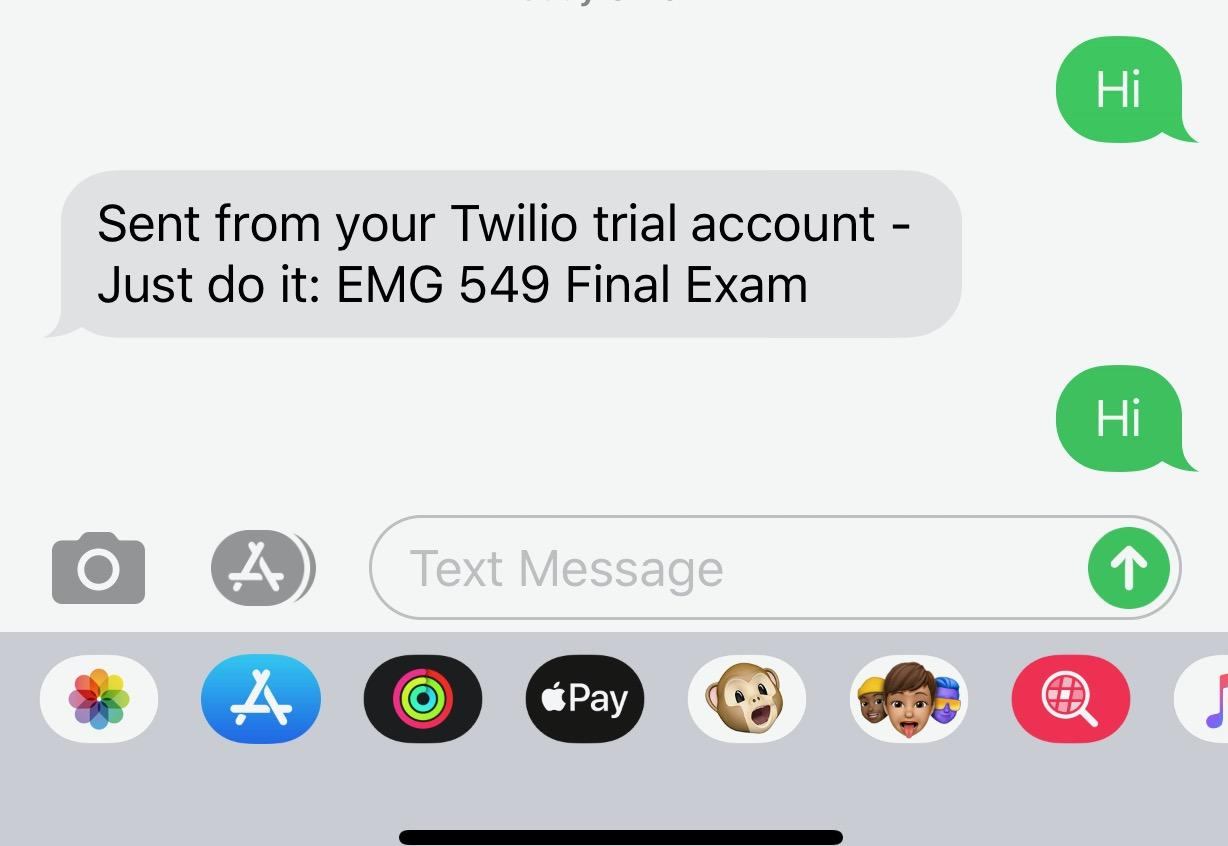 Hi
Sent from your Twilio trial account -
Just do it: EMG 549 Final Exam
Hi
Text Message
Pay